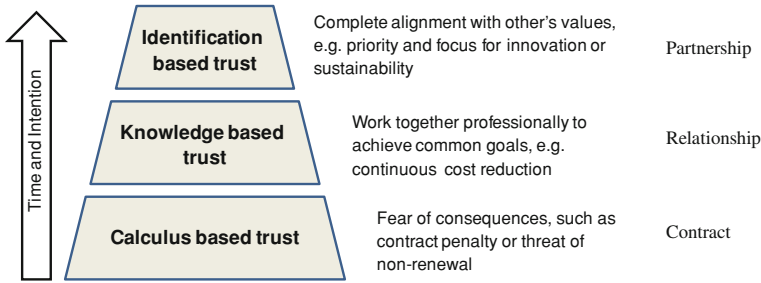 Identification
based trust
Complete alignment with other's values,
e.g. priority and focus for innovation or
sustainability
Partnership
Knowledge based
trust
Work together professionally to
achieve common goals, e.g.
continuous cost reduction
Relationship
Calculus based trust
Fear of consequences, such as
contract penalty or threat of
non-renewal
Contract
Time and Intention